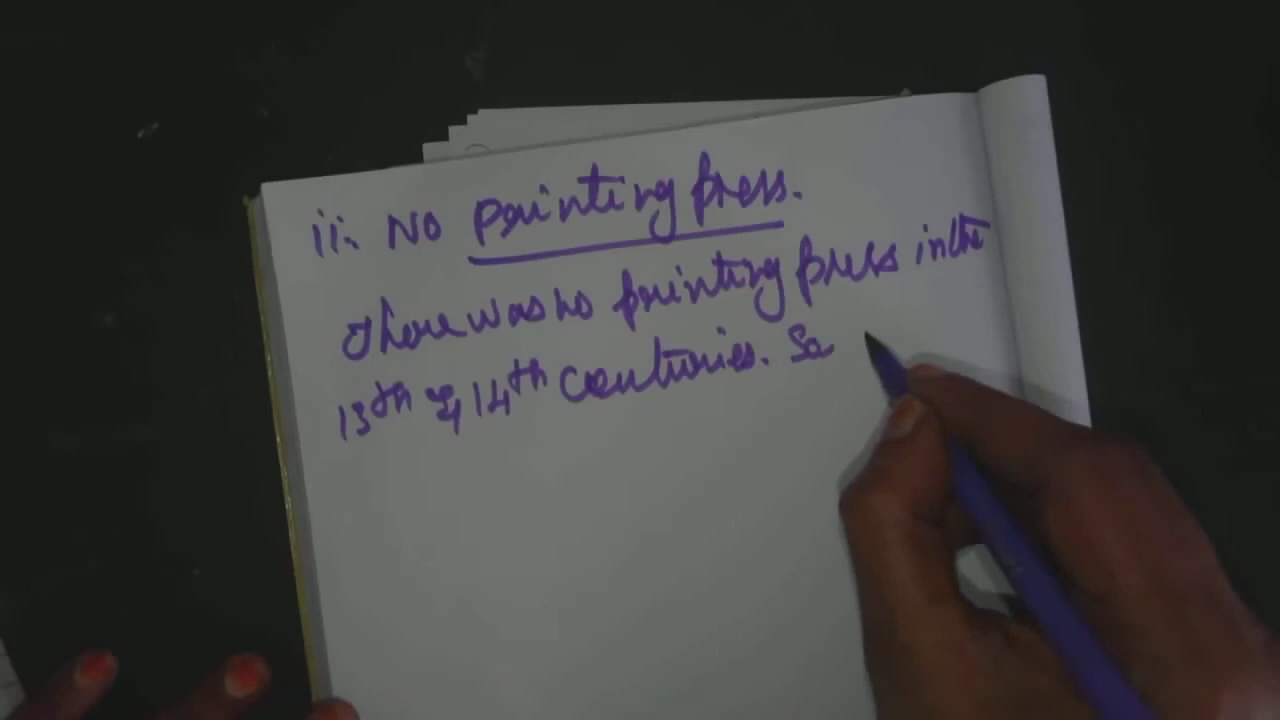 ii. No printing press.
There was no printing press in the
13th & 14th centuries. So